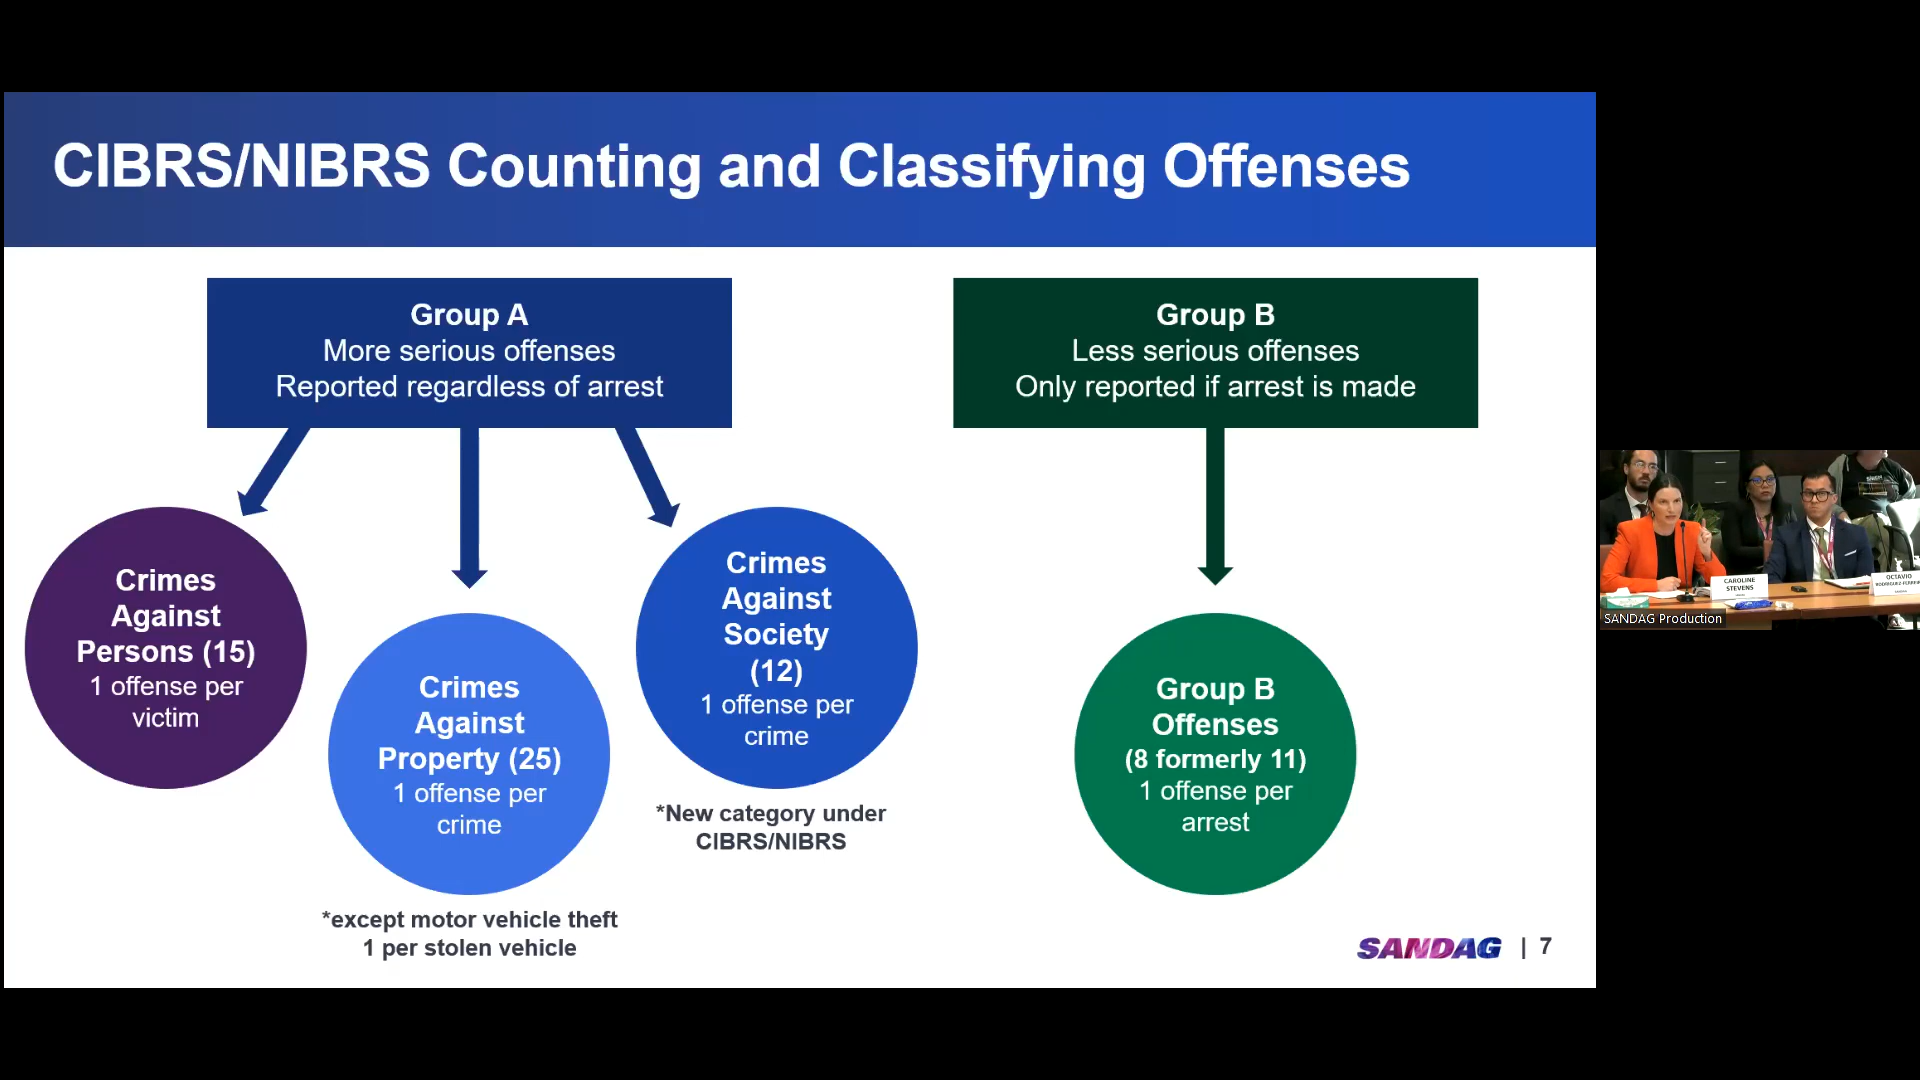 CIBRS/NIBRS Counting and Classifying Offenses
Group A
More serious offenses
Reported regardless of arrest
Group B
Less serious offenses
Only reported if arrest is made
Crimes
Against
Persons (15)
1 offense per
victim
Crimes
Against
Property (25)
1 offense per
crime
*except motor vehicle theft
1 per stolen vehicle
Crimes
Against
Society
(12)
1 offense per
crime
*New category under
CIBRS/NIBRS
Group B
Offenses
(8 formerly 11)
1 offense per
arrest
SANDAG | 7
CAROLINE
STEVENS
OCTAVIO
SANDAG Production